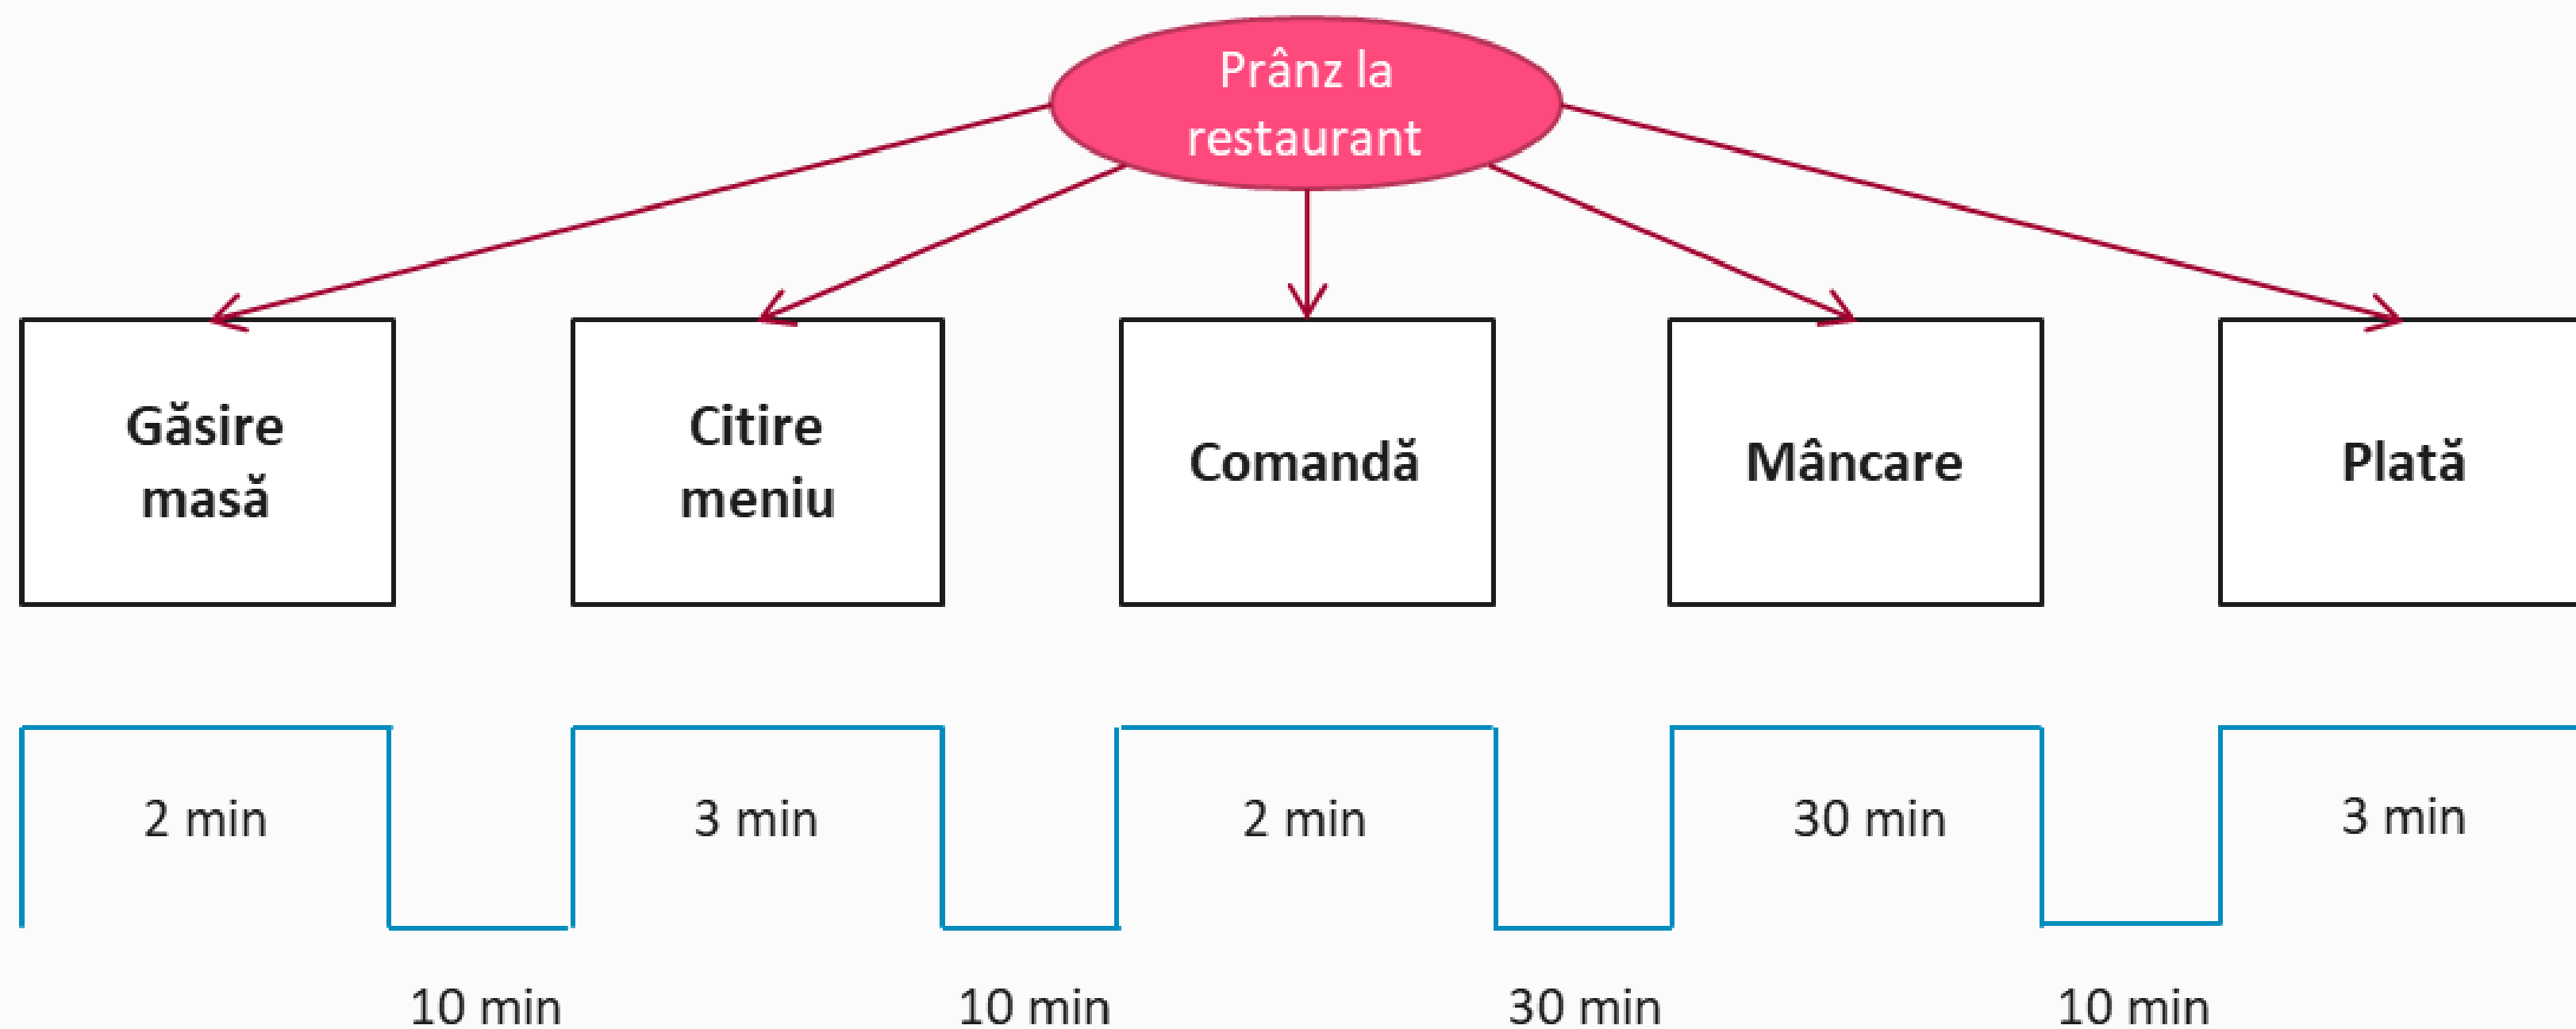 Prânz la
restaurant
Găsire
masă
Citire
meniu
Comandă
Mâncare
Plată
2 min
3 min
2 min
30 min
3 min
10 min
10 min
30 min
10 min